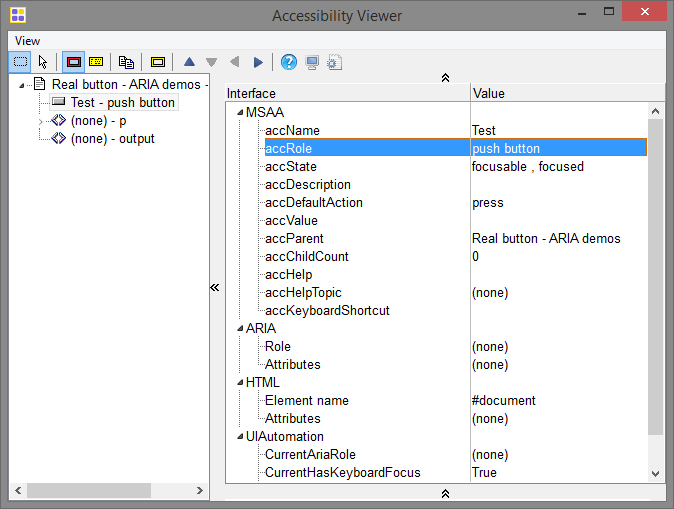 Accessibility Viewer
View
Real button - ARIA demos -
Test - push button
(none) - p
(none) - output
Interface Value
MSAA
accName Test
accRole push button
accState focusable , focused
accDescription
accDefaultAction press
accValue
accParent Real button - ARIA demos
accChildCount 0
accHelp
accHelpTopic (none)
accKeyboardShortcut
ARIA
Role (none)
Attributes (none)
HTML
Element name #document
Attributes (none)
UIAutomation
CurrentAriaRole (none)
CurrentHasKeyboardFocus True